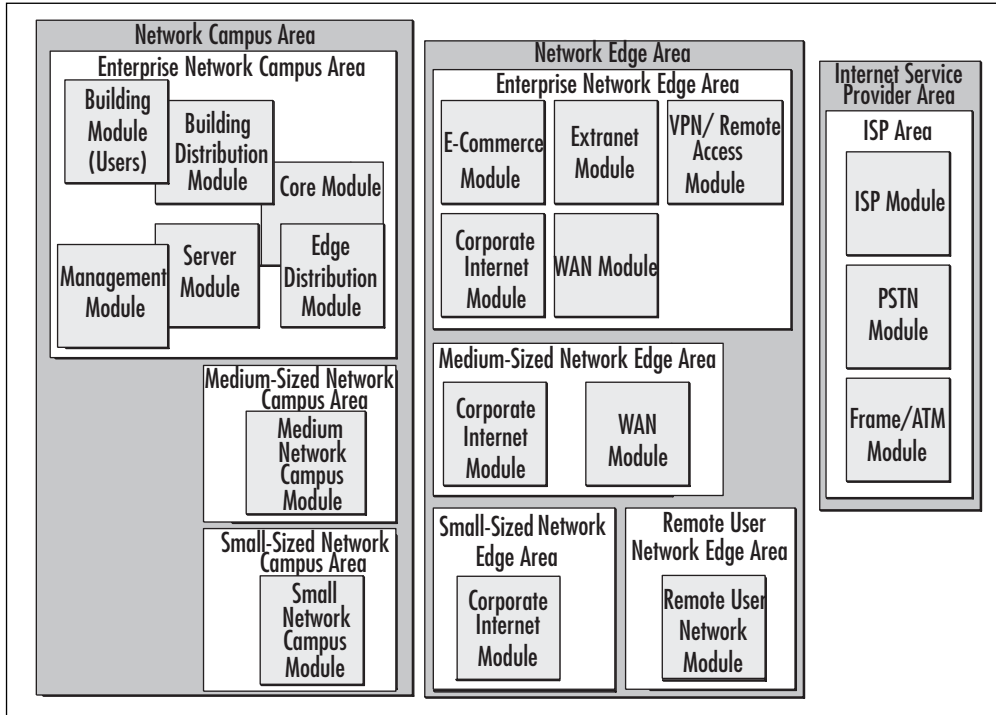 Network Campus Area
Enterprise Network Campus Area
Building
Module
(Users)
Building
Distribution
Module
Core Module
Management
Module
Server
Module
Edge
Distribution
Module
Medium-Sized Network
Campus Area
Medium
Network
Campus
Module
Small-Sized Network
Campus Area
Small
Network
Campus
Module
Network Edge Area
Enterprise Network Edge Area
E-Commerce
Module
Extranet
Module
VPN/ Remote
Access
Module
Corporate
Internet
Module
WAN Module
Medium-Sized Network Edge Area
Corporate
Internet
Module
WAN
Module
Small-Sized Network
Edge Area
Corporate
Internet
Module
Remote User
Network Edge Area
Remote User
Network
Module
Internet Service
Provider Area
ISP Area
ISP Module
PSTN
Module
Frame/ATM
Module